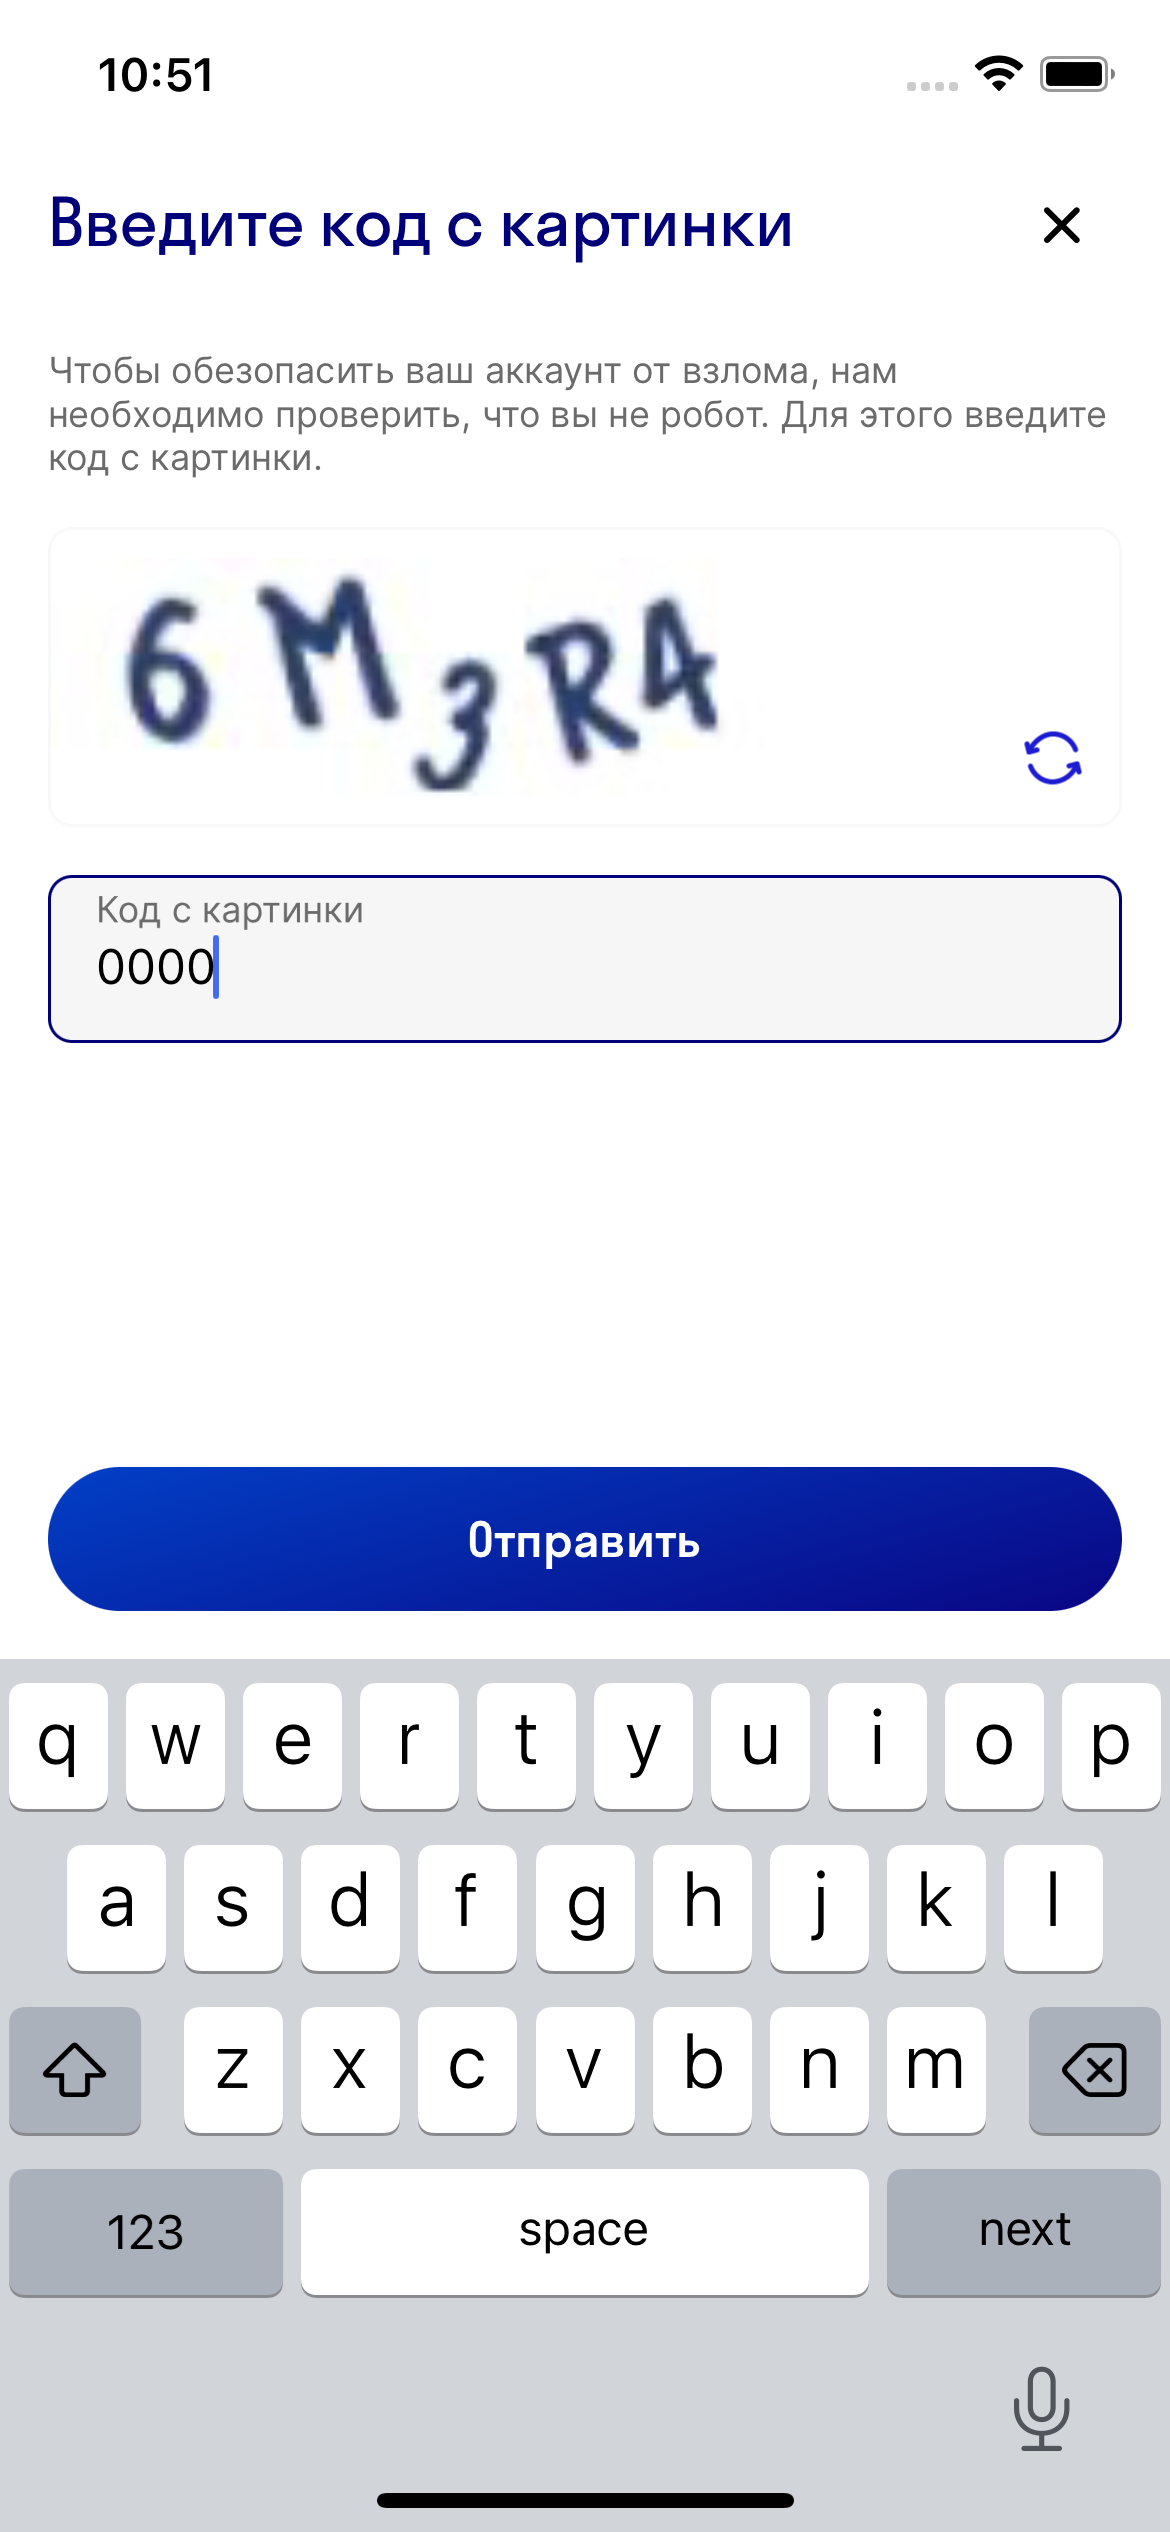 10:51
Введите код с картинки
Чтобы обезопасить ваш аккаунт от взлома, нам
необходимо проверить, что вы не робот. Для этого введите
код с картинки.
6M3R4
Код с картинки
0000
Отправить
q w e r t y u i o p
a s d f g h j k l
z x c v b n m
123 space next